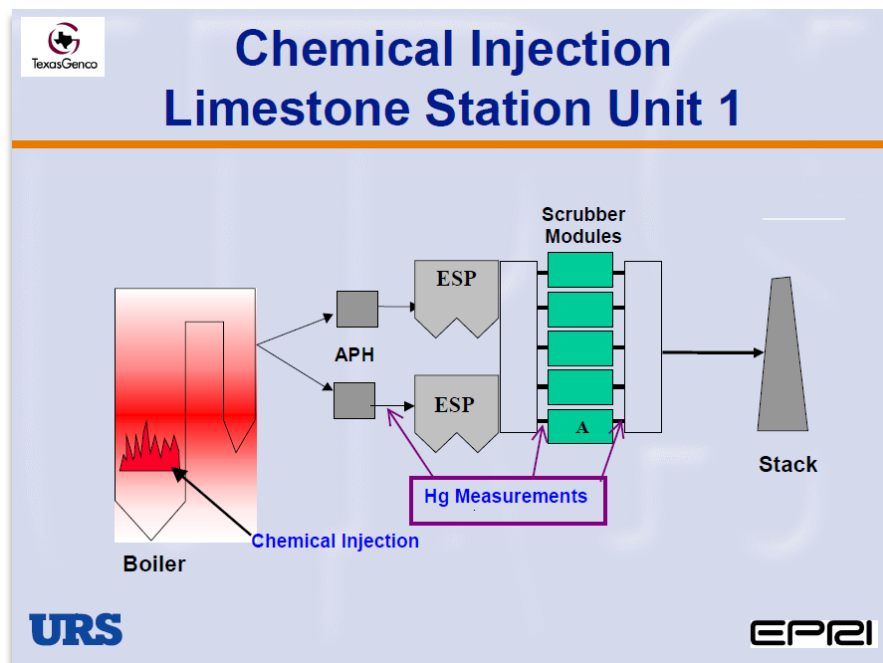 TexasGenco
Chemical Injection
Limestone Station Unit 1
Scrubber
Modules
ESP
APH
ESP
A
Hg Measurements
Stack
Chemical Injection
Boiler
URS
EPRI